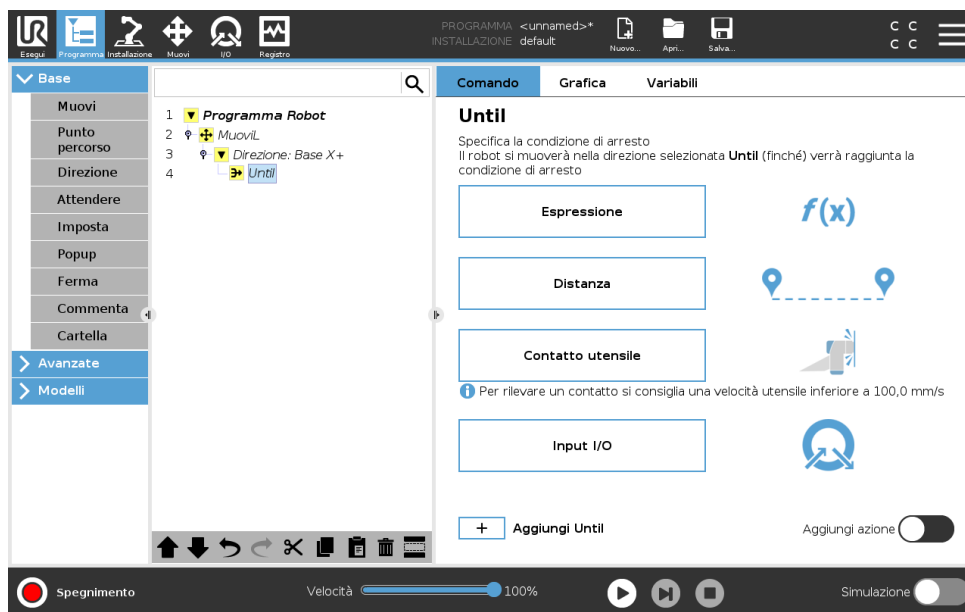 PROGRAMMA <unnamed>*
INSTALLAZIONE default
Esegui Programma Installazione Muovi I/O Registro
Nuovo... Apri... Salva...
C C
C C
Base
Muovi
Punto
percorso
Direzione
Attendere
Imposta
Popup
Ferma
Commenta
Cartella
Avanzate
Modelli
1 Programma Robot
2 MuoviL
3 Direzione: Base X+
4 Until
Comando Grafica Variabili
Until
Specifica la condizione di arresto
Il robot si muoverà nella direzione selezionata Until (finché) verrà raggiunta la
condizione di arresto
Espressione
f(x)
Distanza
Contatto utensile
Per rilevare un contatto si consiglia una velocità utensile inferiore a 100,0 mm/s
Input I/O
+ Aggiungi Until
Aggiungi azione
Spegnimento
Velocità 100%
Simulazione